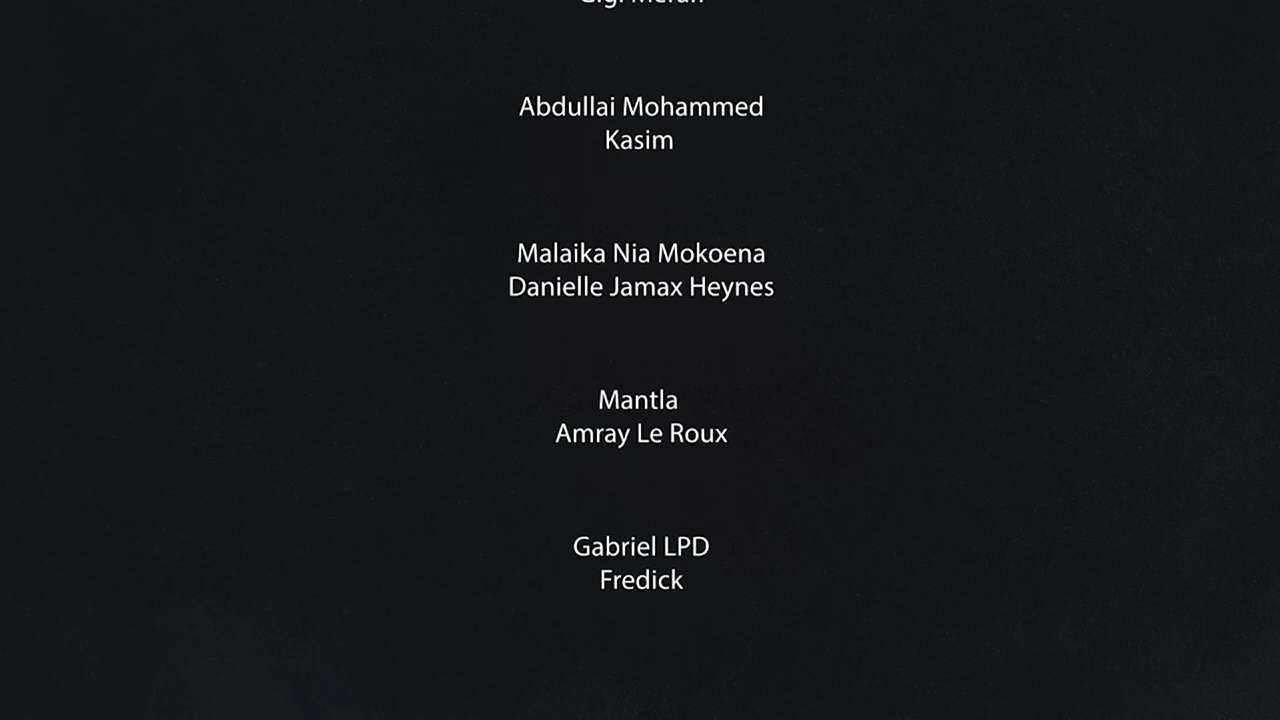 Abdullai Mohammed
Kasim
Malaika Nia Mokoena
Danielle Jamax Heynes
Mantla
Amray Le Roux
Gabriel LPD
Fredick